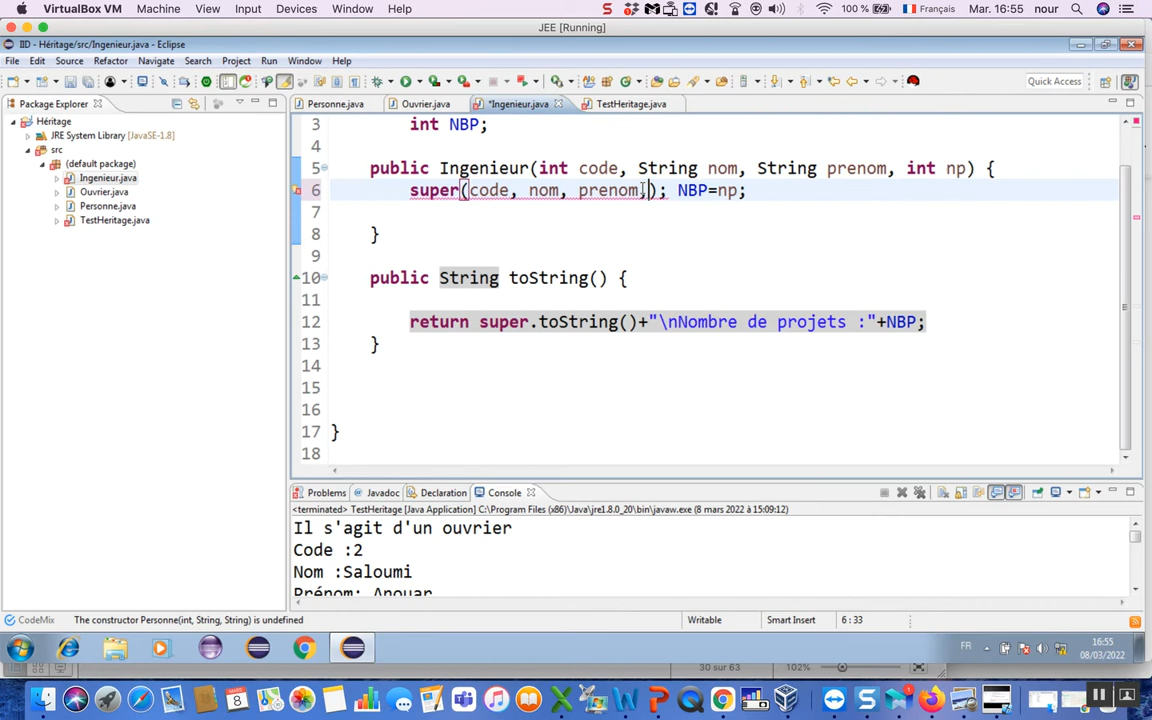 VirtualBox VM Machine View Input Devices Window Help 100 % Français Mar. 16:55 nour
JEE [Running]
IID - Héritage/src/Ingenieur.java - Eclipse
File Edit Source Refactor Navigate Search Project Run Window Help
Quick Access
Package Explorer
Héritage
JRE System Library [JavaSE-1.8]
src
(default package)
Ingenieur.java
Ouvrier.java
Personne.java
TestHeritage.java
Personne.java Ouvrier.java *Ingenieur.java TestHeritage.java
3 int NBP;
4
5 public Ingenieur(int code, String nom, String prenom, int np) {
6 super(code, nom, prenom,); NBP=np;
7
8 }
9
10 public String toString() {
11
12 return super.toString()+"\nNombre de projets :"+NBP;
13 }
14
15
16
17 }
18
Problems Javadoc Declaration Console
<terminated> TestHeritage [Java Application] C:\Program Files (x86)\Java\jre1.8.0_20\bin\javaw.exe (8 mars 2022 à 15:09:12)
Il s'agit d'un ouvrier
Code :2
Nom :Saloumi
Prénom: Anouar
CodeMix The constructor Personne(int, String, String) is undefined Writable Smart Insert 6 : 33
FR 16:55
08/03/2022
30 sur 63 102%